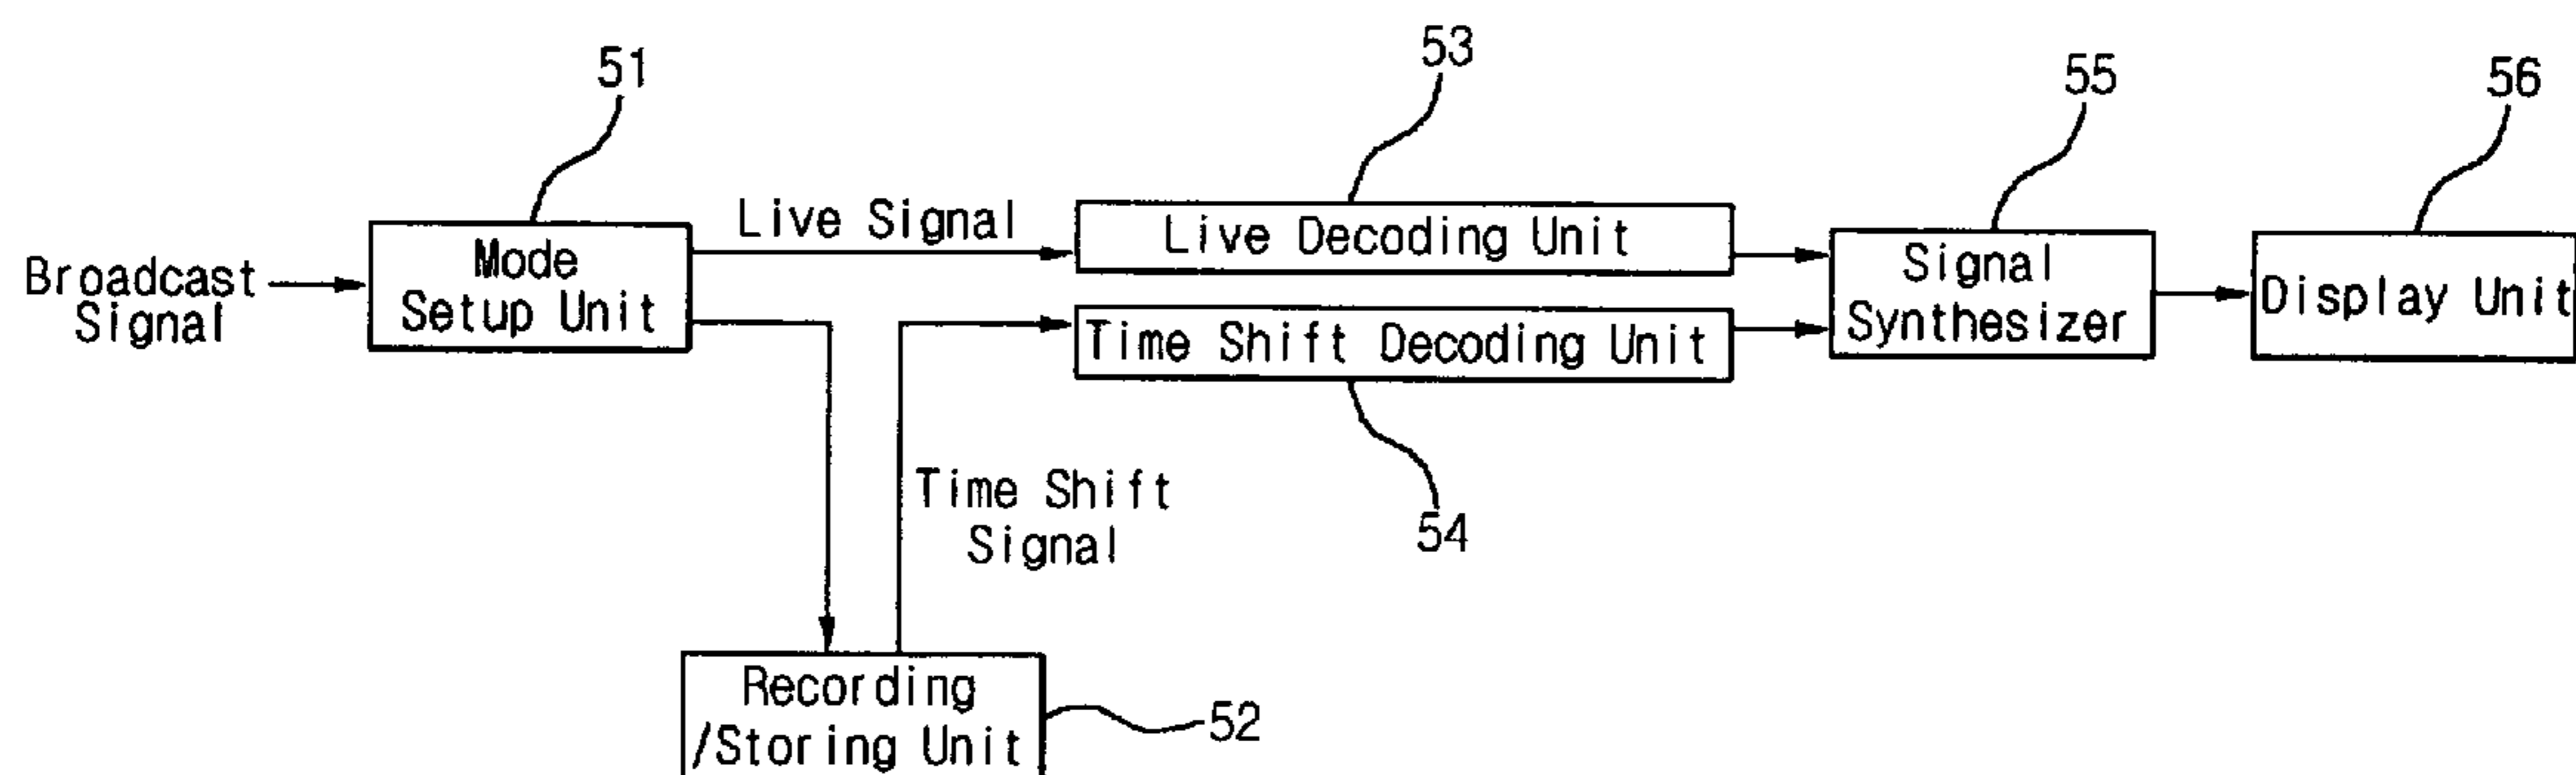 51
53
55
56
Broadcast
Signal
Mode
Setup Unit
Live Signal
Live Decoding Unit
Time Shift Decoding Unit
Signal
Synthesizer
Display Unit
Time Shift
Signal
54
Recording
/Storing Unit
52